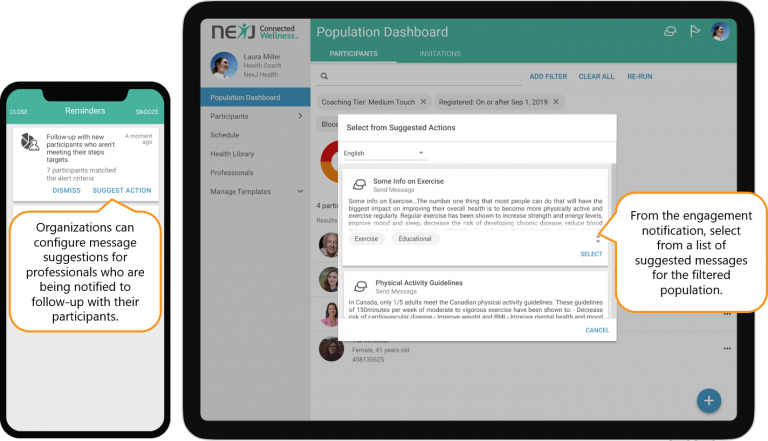 CLOSE
Reminders
SNOOZE
Follow-up with new
participants who aren't
meeting their steps
targets.
A moment
ago
7 participants matched
the alert criteria
DISMISS
SUGGEST ACTION
Organizations can
configure message
suggestions for
professionals who are
being notified to
follow-up with their
participants.
NEXJ Connected
Wellness™
Laura Miller
Health Coach
NexJ Health
Population Dashboard
Participants
Schedule
Health Library
Professionals
Manage Templates
Population Dashboard
PARTICIPANTS
INVITATIONS
ADD FILTER
CLEAR ALL
RE-RUN
Coaching Tier: Medium Touch
Registered: On or after Sep 1, 2019
Bloo
4 parti
Results
Select from Suggested Actions
English
Some Info on Exercise
Send Message
Some info on Exercise...The number one thing that most people can do that will have the
biggest impact on improving their overall health is to become more physically active and
exercise regularly. Regular exercise has been shown to increase strength and energy levels,
improve mood and sleep, decrease the risk of developing chronic disease, reduce blood
Exercise
Educational
SELECT
Physical Activity Guidelines
Send Message
In Canada, only 1/5 adults meet the Canadian physical activity guidelines. These guidelines
of 150minutes per week of moderate to vigorous exercise have been shown to: - Decrease
risk of cardiovascular disease - Improve weight and BMI - Improve mental health and mood
CANCEL
Female, 41 years old
458135625
From the engagement
notification, select
from a list of
suggested messages
for the filtered
population.